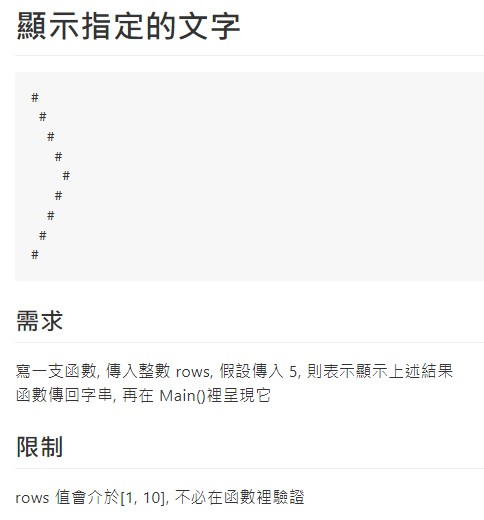 顯示指定的文字
#
 #
  #
   #
    #
   #
  #
 #
#
需求
寫一支函數, 傳入整數 rows, 假設傳入 5, 則表示顯示上述結果
函數傳回字串, 再在 Main()裡呈現它
限制
rows 值會介於[1, 10], 不必在函數裡驗證